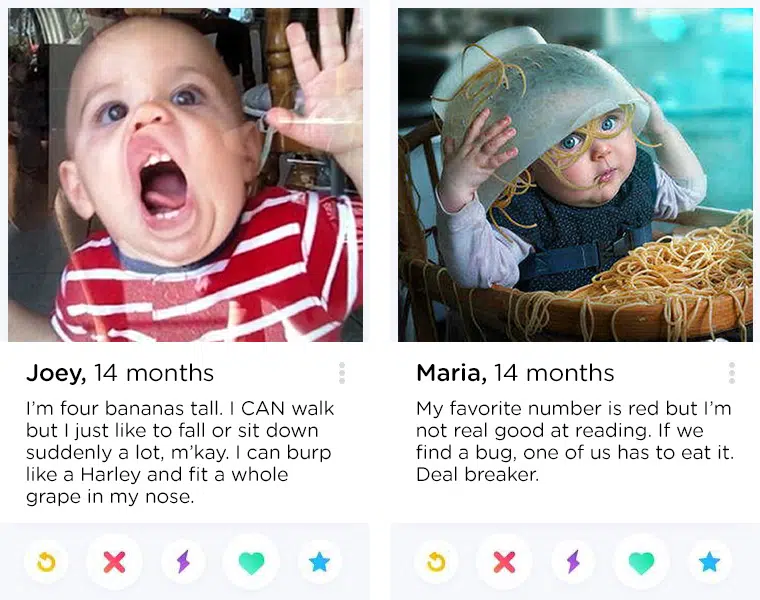 Joey, 14 months
I'm four bananas tall. I CAN walk
but I just like to fall or sit down
suddenly a lot, m'kay. I can burp
like a Harley and fit a whole
grape in my nose.
Maria, 14 months
My favorite number is red but I'm
not real good at reading. If we
find a bug, one of us has to eat it.
Deal breaker.